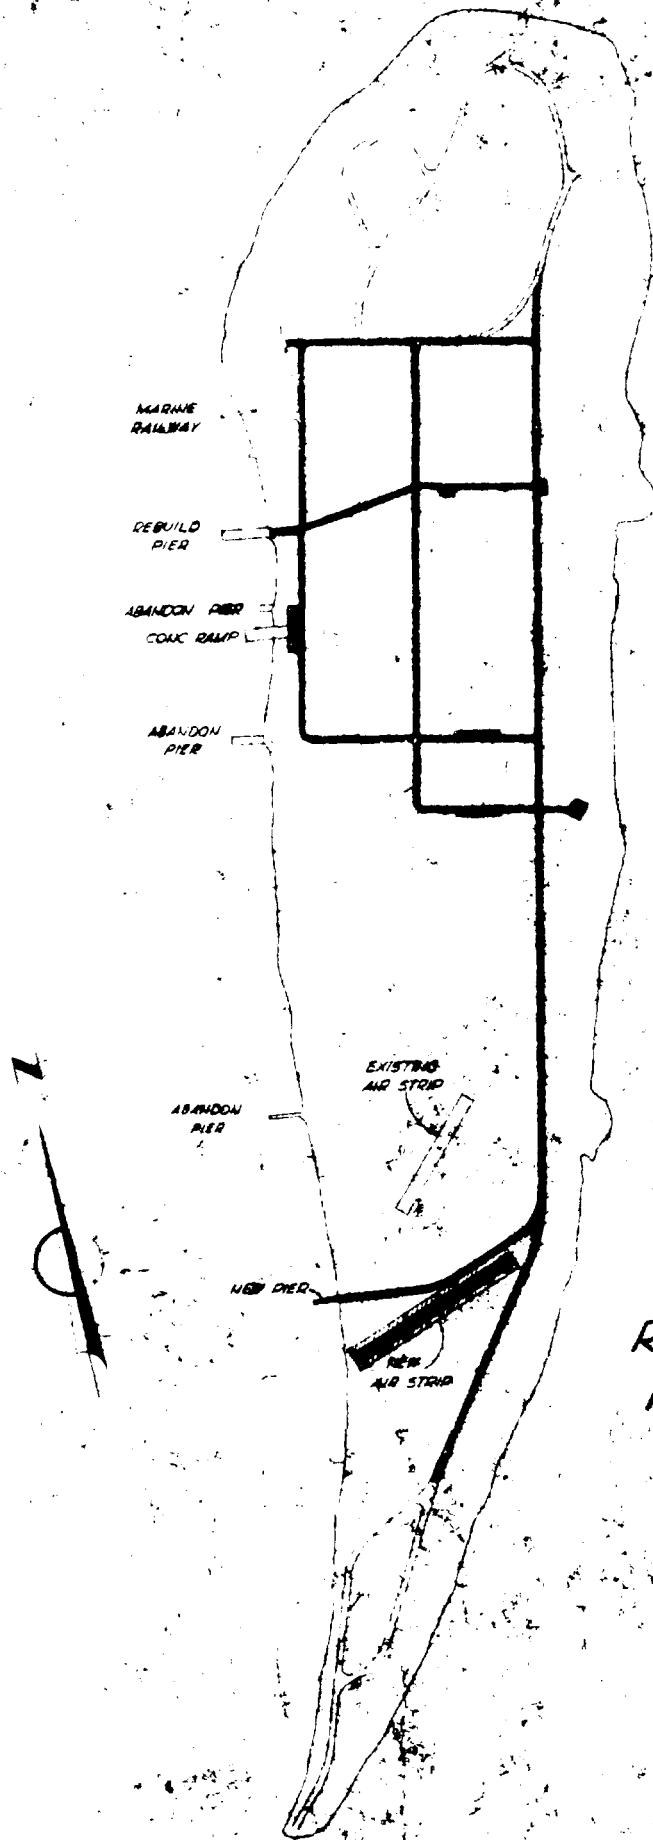 MARINE
RAILWAY
REBUILD
PIER
ABANDON PIER
CONC RAMP
ABANDON
PIER
EXISTING
AIR STRIP
ABANDON
PIER
NEW PIER
NEW
AIR STRIP
N